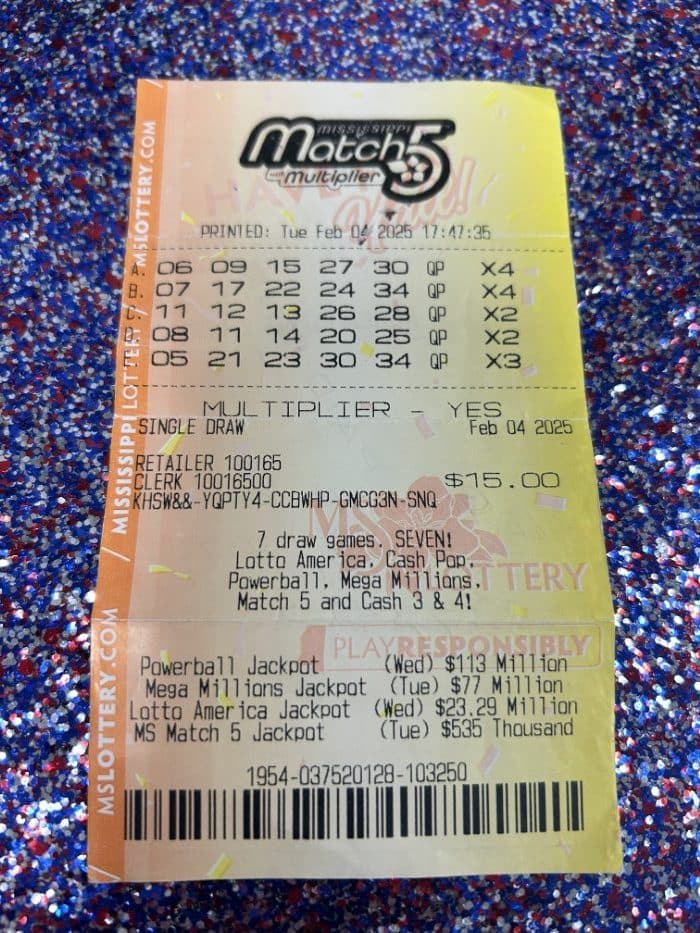 MISSISSIPPI
Match 5
with Multiplier
PRINTED: Tue Feb 04 2025 17:47:35
A. 06 09 15 27 30 QP X4
B. 07 17 22 24 34 QP X4
C. 11 12 13 26 28 QP X2
D. 08 11 14 20 25 QP X2
E. 05 21 23 30 34 QP X3
MULTIPLIER - YES
SINGLE DRAW Feb 04 2025
RETAILER 100165
CLERK 10016500 $15.00
KHSW&&-YQPTY4-CCBWHP-GMCG3N-SNQ
7 draw games, SEVEN!
Lotto America, Cash Pop,
Powerball, Mega Millions,
Match 5 and Cash 3 & 4!
LOTTERY
PLAY RESPONSIBLY
Powerball Jackpot (Wed) $113 Million
Mega Millions Jackpot (Tue) $77 Million
Lotto America Jackpot (Wed) $23.29 Million
MS Match 5 Jackpot (Tue) $535 Thousand
1954-037520128-103250
MSLOTTERY.COM / MISSISSIPPI LOTTERY / MSLOTTERY.COM